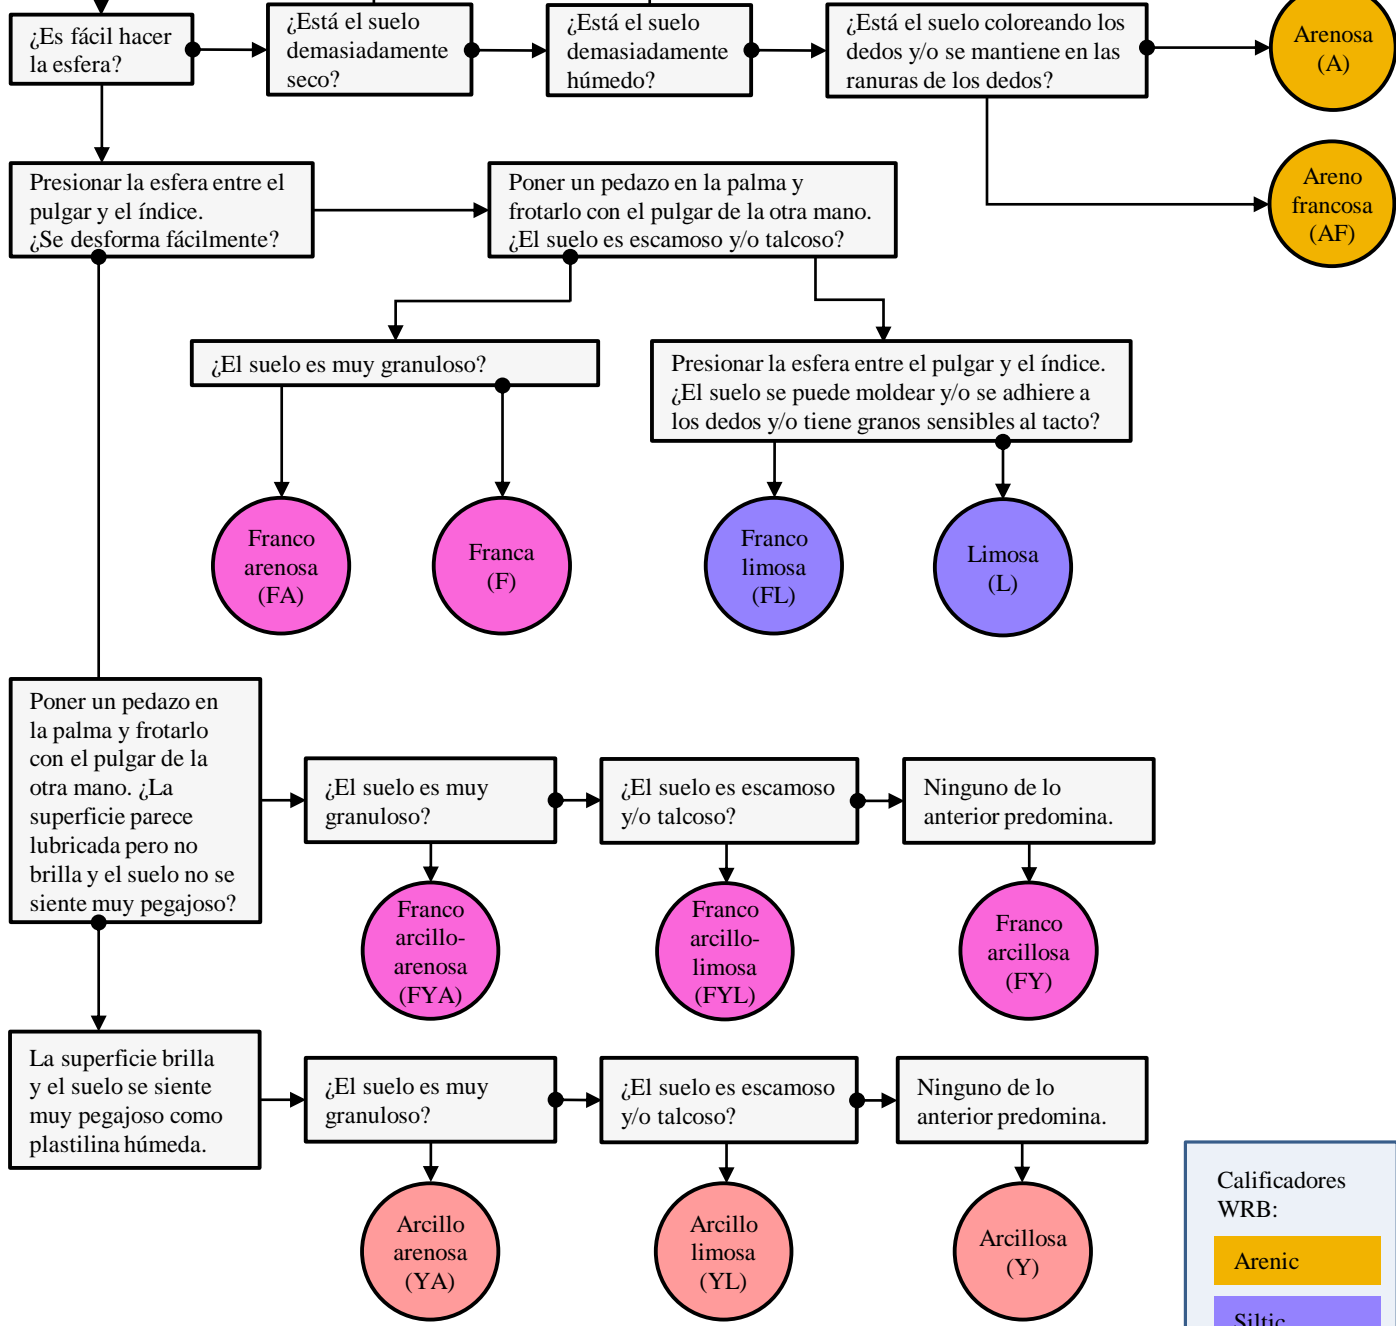 ¿Es fácil hacer
la esfera?
¿Está el suelo
demasiadamente
seco?
¿Está el suelo
demasiadamente
húmedo?
¿Está el suelo coloreando los
dedos y/o se mantiene en las
ranuras de los dedos?
Arenosa
(A)
Presionar la esfera entre el
pulgar y el índice.
¿Se desforma fácilmente?
Poner un pedazo en la palma y
frotarlo con el pulgar de la otra mano.
¿El suelo es escamoso y/o talcoso?
Areno
francosa
(AF)
¿El suelo es muy granuloso?
Presionar la esfera entre el pulgar y el índice.
¿El suelo se puede moldear y/o se adhiere a
los dedos y/o tiene granos sensibles al tacto?
Franco
arenosa
(FA)
Franca
(F)
Franco
limosa
(FL)
Limosa
(L)
Poner un pedazo en
la palma y frotarlo
con el pulgar de la
otra mano. ¿La
superficie parece
lubricada pero no
brilla y el suelo no se
siente muy pegajoso?
¿El suelo es muy
granuloso?
¿El suelo es escamoso
y/o talcoso?
Ninguno de lo
anterior predomina.
Franco
arcillo-
arenosa
(FYA)
Franco
arcillo-
limosa
(FYL)
Franco
arcillosa
(FY)
La superficie brilla
y el suelo se siente
muy pegajoso como
plastilina húmeda.
¿El suelo es muy
granuloso?
¿El suelo es escamoso
y/o talcoso?
Ninguno de lo
anterior predomina.
Arcillo
arenosa
(YA)
Arcillo
limosa
(YL)
Arcillosa
(Y)
Calificadores
WRB:
Arenic
Siltic